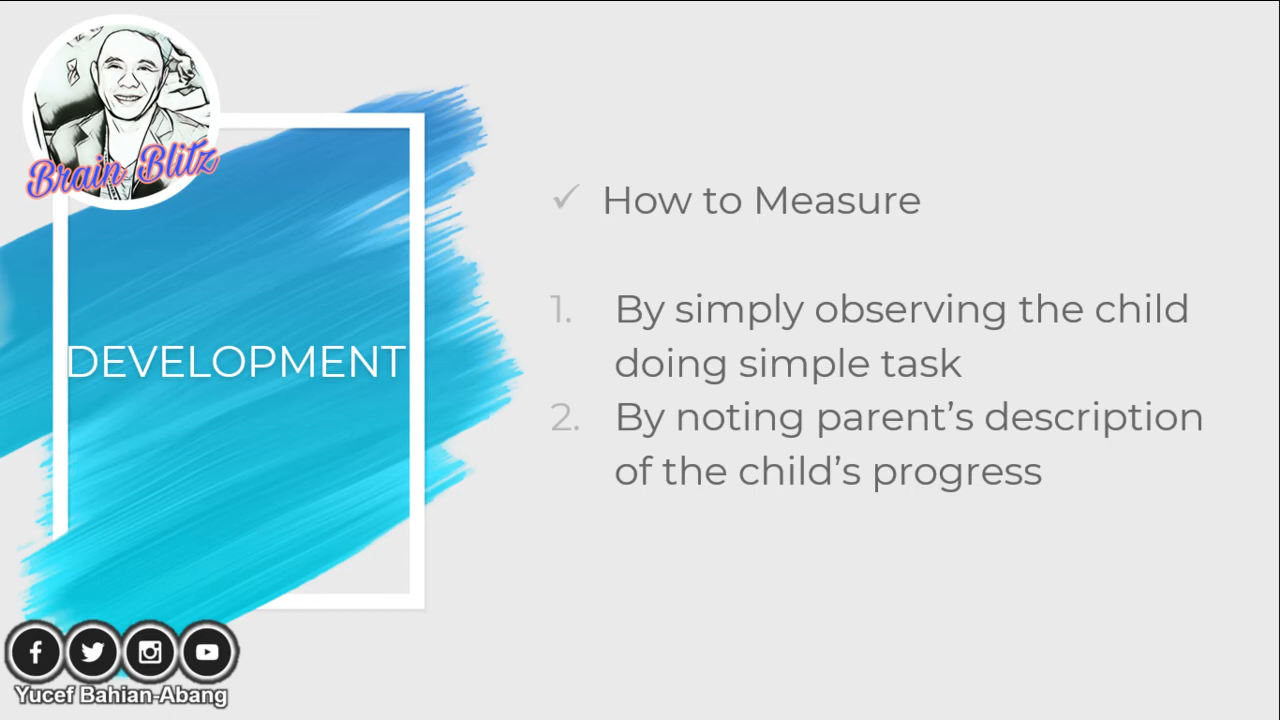 Brain Blitz
DEVELOPMENT
✓ How to Measure
1. By simply observing the child
doing simple task
2. By noting parent’s description
of the child’s progress
Yucef Bahian-Abang